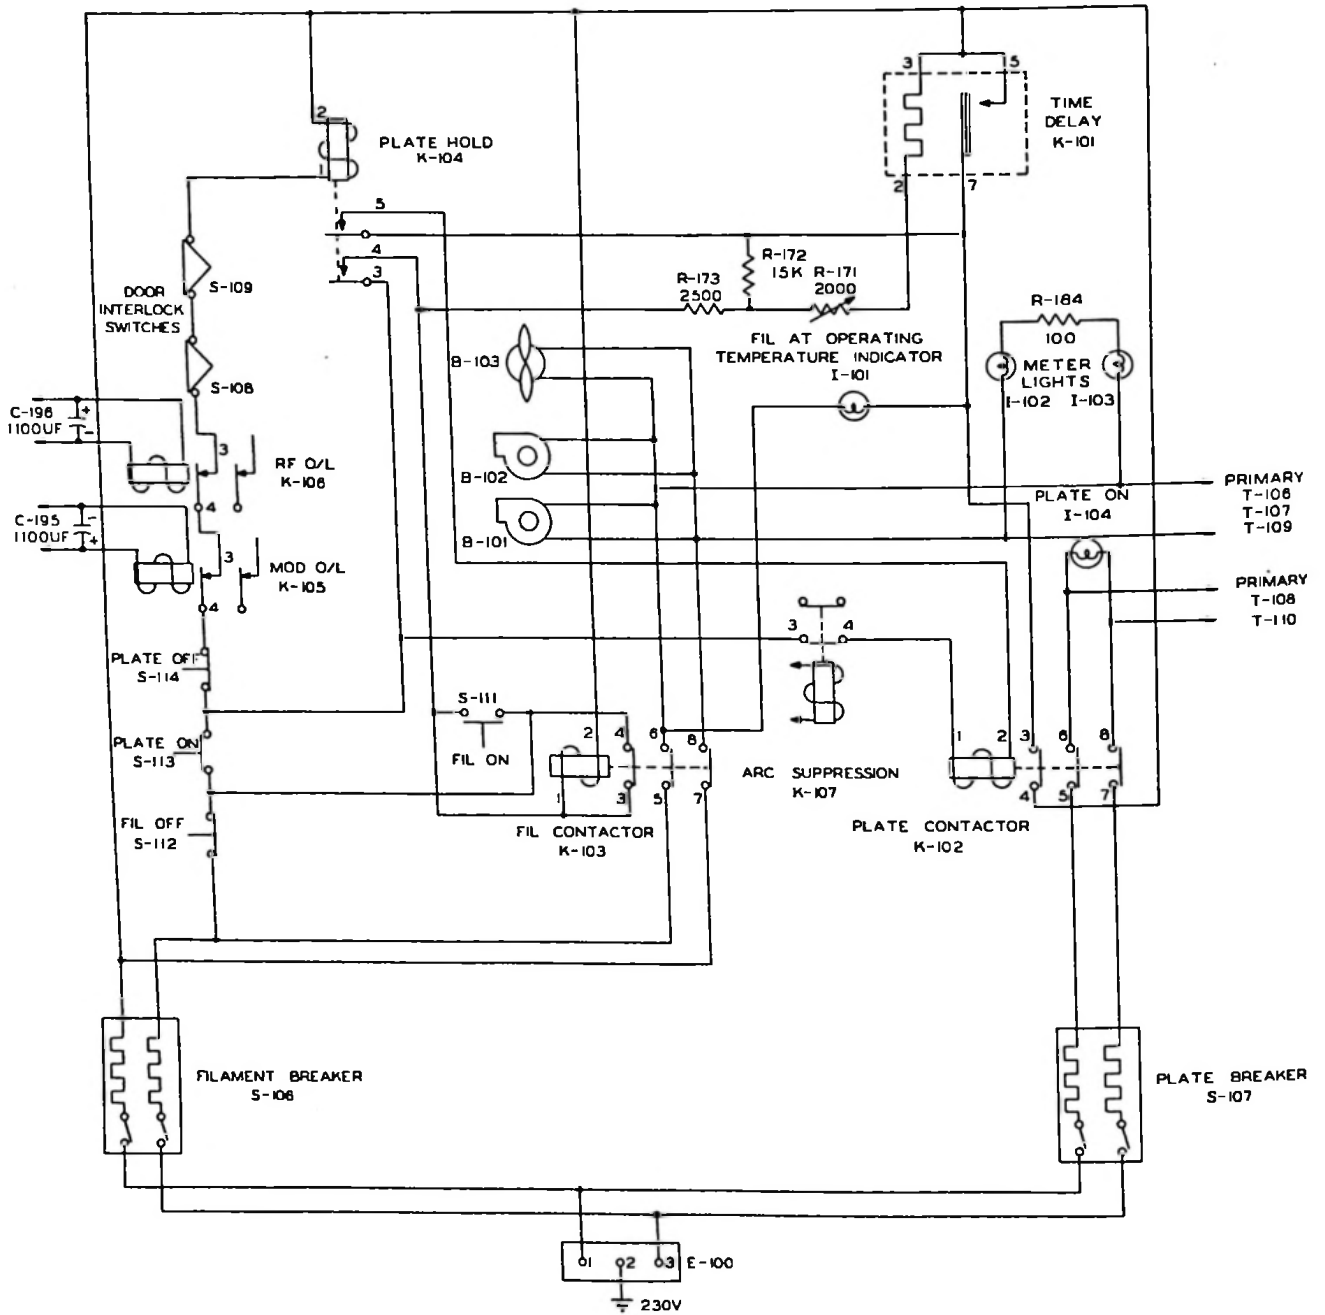 3
5
TIME
DELAY
K-101
2
7
2
PLATE HOLD
K-104
1
5
4
3
R-172
15K
R-171
2000
R-173
2500
S-109
DOOR
INTERLOCK
SWITCHES
S-108
R-184
100
METER
LIGHTS
I-102
I-103
B-103
FIL AT OPERATING
TEMPERATURE INDICATOR
I-101
C-196
1100UF
+
-
3
RF O/L
K-106
4
B-102
PLATE ON
I-104
PRIMARY
T-106
T-107
T-109
C-195
1100UF
-
+
3
MOD O/L
K-105
4
B-101
PRIMARY
T-108
T-110
3
4
PLATE OFF
S-114
S-111
FIL ON
PLATE ON
S-113
2
4
6
8
1
3
5
7
FIL CONTACTOR
K-103
ARC SUPPRESSION
K-107
1
2
3
6
8
4
5
7
PLATE CONTACTOR
K-102
FIL OFF
S-112
FILAMENT BREAKER
S-106
PLATE BREAKER
S-107
1
2
3
E-100
230V